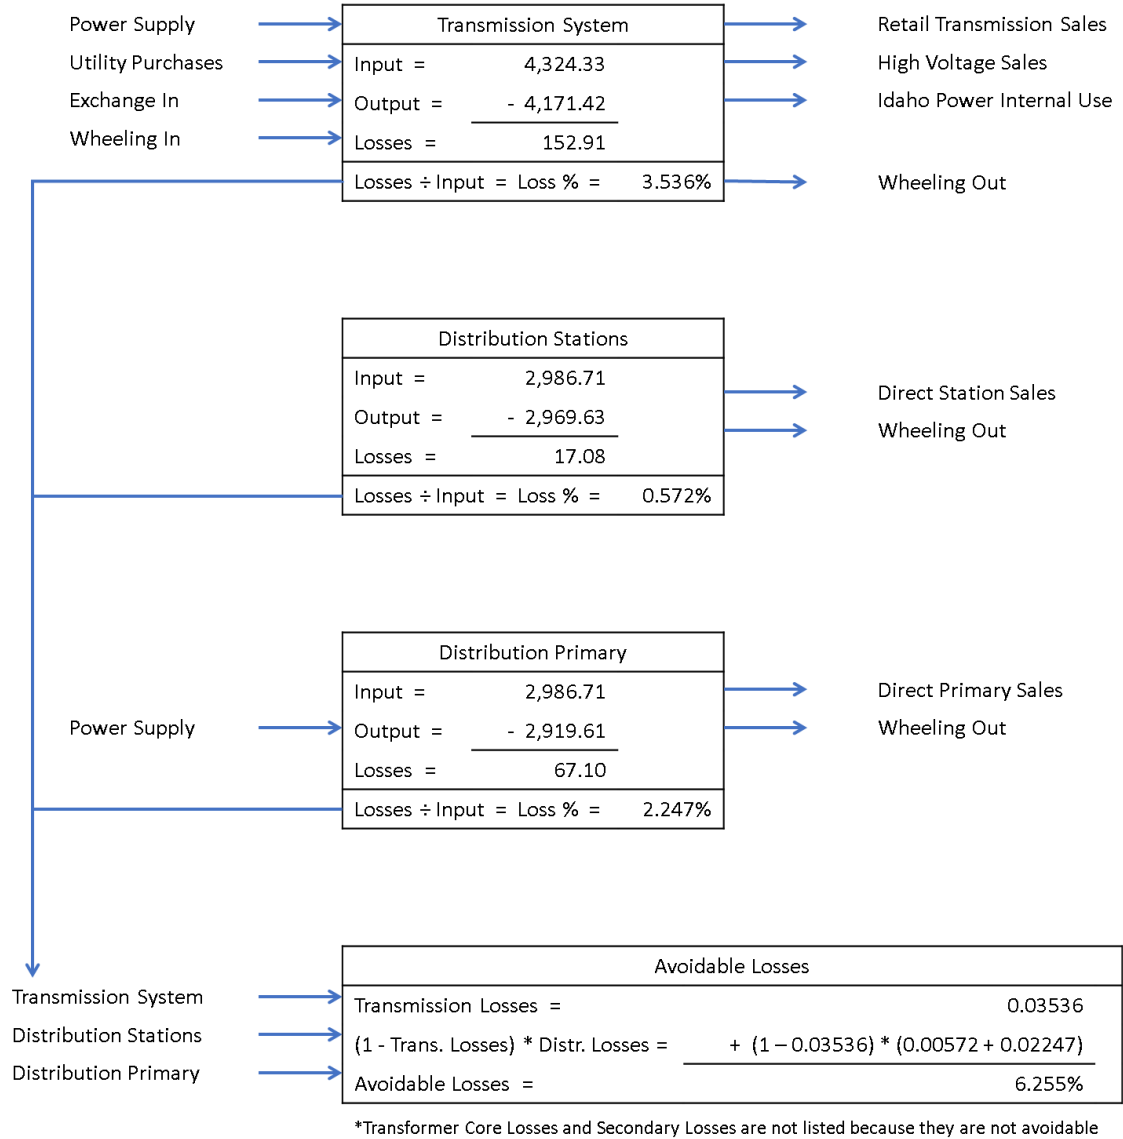 Power Supply Transmission System Retail Transmission Sales
Utility Purchases Input = 4,324.33 High Voltage Sales
Exchange In Output = - 4,171.42 Idaho Power Internal Use
Wheeling In Losses = 152.91
Losses ÷ Input = Loss % = 3.536% Wheeling Out
Distribution Stations
Input = 2,986.71
Direct Station Sales
Output = - 2,969.63
Wheeling Out
Losses = 17.08
Losses ÷ Input = Loss % = 0.572%
Distribution Primary
Input = 2,986.71 Direct Primary Sales
Power Supply Output = - 2,919.61 Wheeling Out
Losses = 67.10
Losses ÷ Input = Loss % = 2.247%
Avoidable Losses
Transmission System Transmission Losses = 0.03536
Distribution Stations (1 - Trans. Losses) * Distr. Losses = + (1 – 0.03536) * (0.00572 + 0.02247)
Distribution Primary Avoidable Losses = 6.255%
*Transformer Core Losses and Secondary Losses are not listed because they are not avoidable